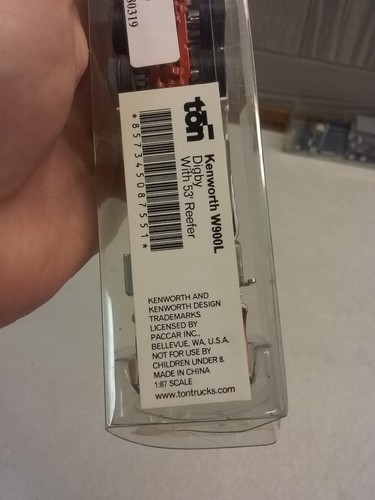 80319
tōn
Kenworth W900L
Digby
With 53' Reefer
*857345087551*
KENWORTH AND
KENWORTH DESIGN
TRADEMARKS
LICENSED BY
PACCAR INC.,
BELLEVUE, WA, U.S.A.
NOT FOR USE BY
CHILDREN UNDER 8
MADE IN CHINA
1:87 SCALE
www.tontrucks.com